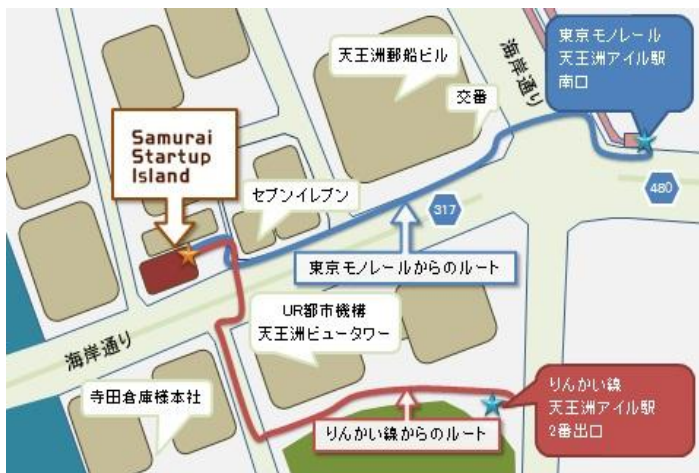 東京モノレール
天王洲アイル駅
南口
海岸通り
天王洲郵船ビル
交番
Samurai
Startup
Island
セブンイレブン
317
480
東京モノレールからのルート
UR都市機構
天王洲ビュータワー
海岸通り
寺田倉庫様本社
りんかい線からのルート
りんかい線
天王洲アイル駅
2番出口